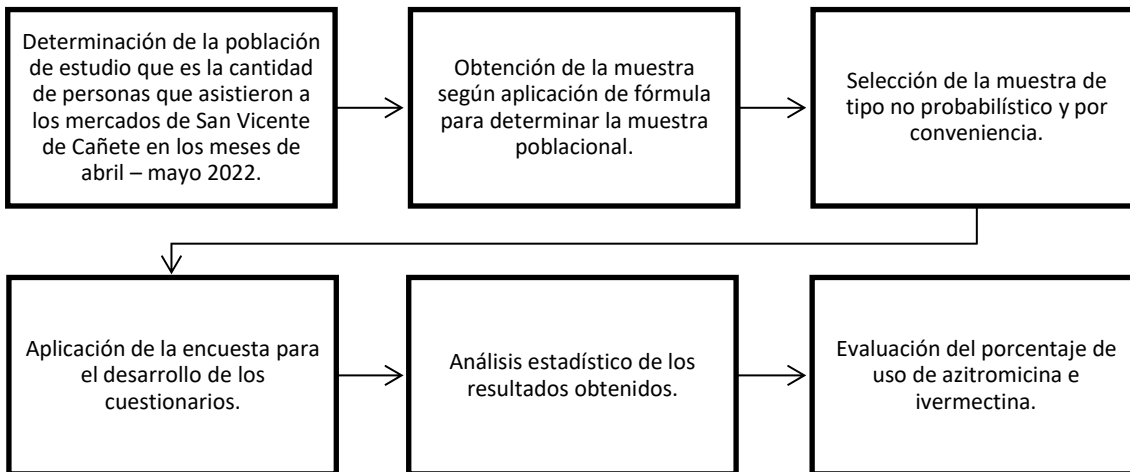 Determinación de la población
de estudio que es la cantidad
de personas que asistieron a
los mercados de San Vicente
de Cañete en los meses de
abril – mayo 2022.
Obtención de la muestra
según aplicación de fórmula
para determinar la muestra
poblacional.
Selección de la muestra de
tipo no probabilístico y por
conveniencia.
Aplicación de la encuesta para
el desarrollo de los
cuestionarios.
Análisis estadístico de los
resultados obtenidos.
Evaluación del porcentaje de
uso de azitromicina e
ivermectina.